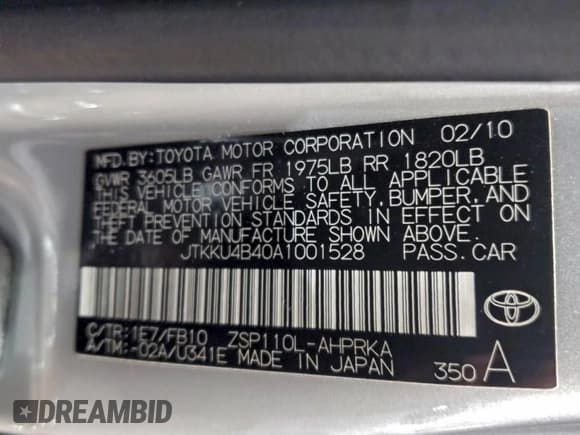 MFD.BY:TOYOTA MOTOR CORPORATION 02/10
GVWR 3605LB GAWR FR 1975LB RR 1820LB
THIS VEHICLE CONFORMS TO ALL APPLICABLE
FEDERAL MOTOR VEHICLE SAFETY,BUMPER,AND
THEFT PREVENTION STANDARDS IN EFFECT ON
THE DATE OF MANUFACTURE SHOWN ABOVE.
JTKKU4B40A1001528 PASS.CAR
C/TR:1E7/FB10 ZSP110L-AHPRKA
A/TM:-02A/U341E MADE IN JAPAN
350 A
DREAMBID